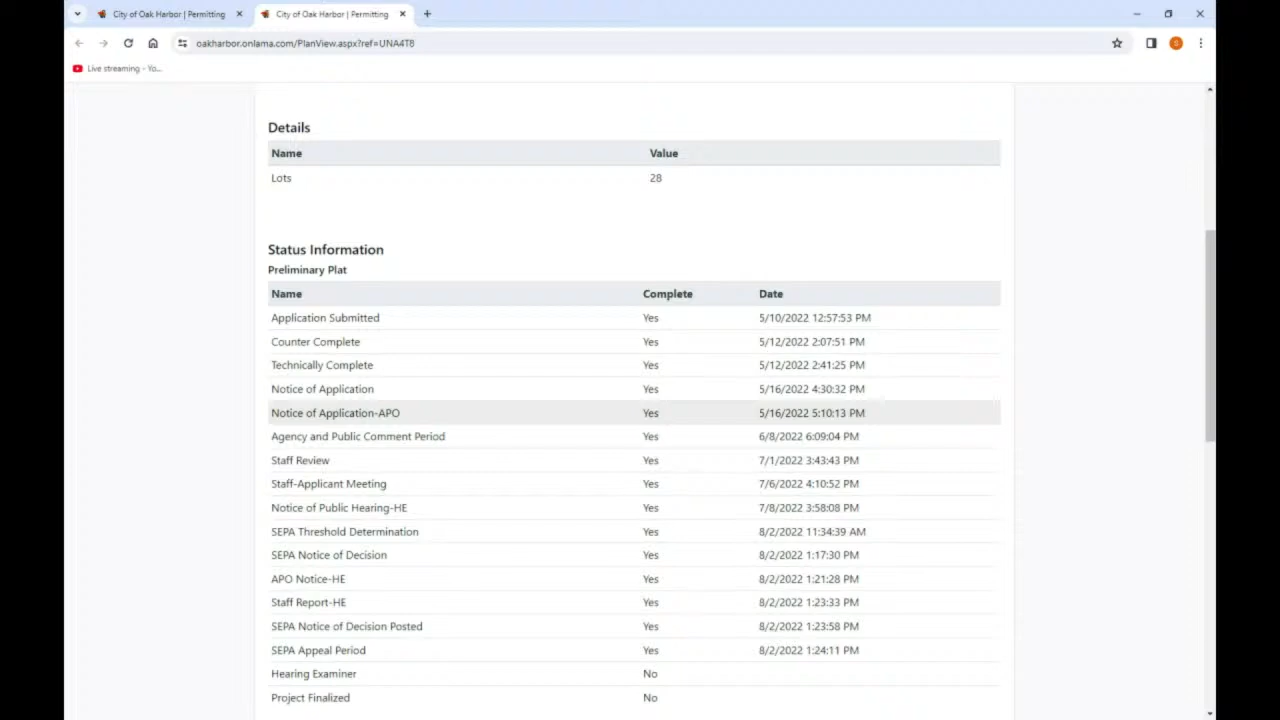 City of Oak Harbor | Permitting City of Oak Harbor | Permitting
oakharbor.onlama.com/PlanView.aspx?ref=UNA4T8
Live streaming - Yo...
Details
Name Value
Lots 28
Status Information
Preliminary Plat
Name Complete Date
Application Submitted Yes 5/10/2022 12:57:53 PM
Counter Complete Yes 5/12/2022 2:07:51 PM
Technically Complete Yes 5/12/2022 2:41:25 PM
Notice of Application Yes 5/16/2022 4:30:32 PM
Notice of Application-APO Yes 5/16/2022 5:10:13 PM
Agency and Public Comment Period Yes 6/8/2022 6:09:04 PM
Staff Review Yes 7/1/2022 3:43:43 PM
Staff-Applicant Meeting Yes 7/6/2022 4:10:52 PM
Notice of Public Hearing-HE Yes 7/8/2022 3:58:08 PM
SEPA Threshold Determination Yes 8/2/2022 11:34:39 AM
SEPA Notice of Decision Yes 8/2/2022 1:17:30 PM
APO Notice-HE Yes 8/2/2022 1:21:28 PM
Staff Report-HE Yes 8/2/2022 1:23:33 PM
SEPA Notice of Decision Posted Yes 8/2/2022 1:23:58 PM
SEPA Appeal Period Yes 8/2/2022 1:24:11 PM
Hearing Examiner No
Project Finalized No